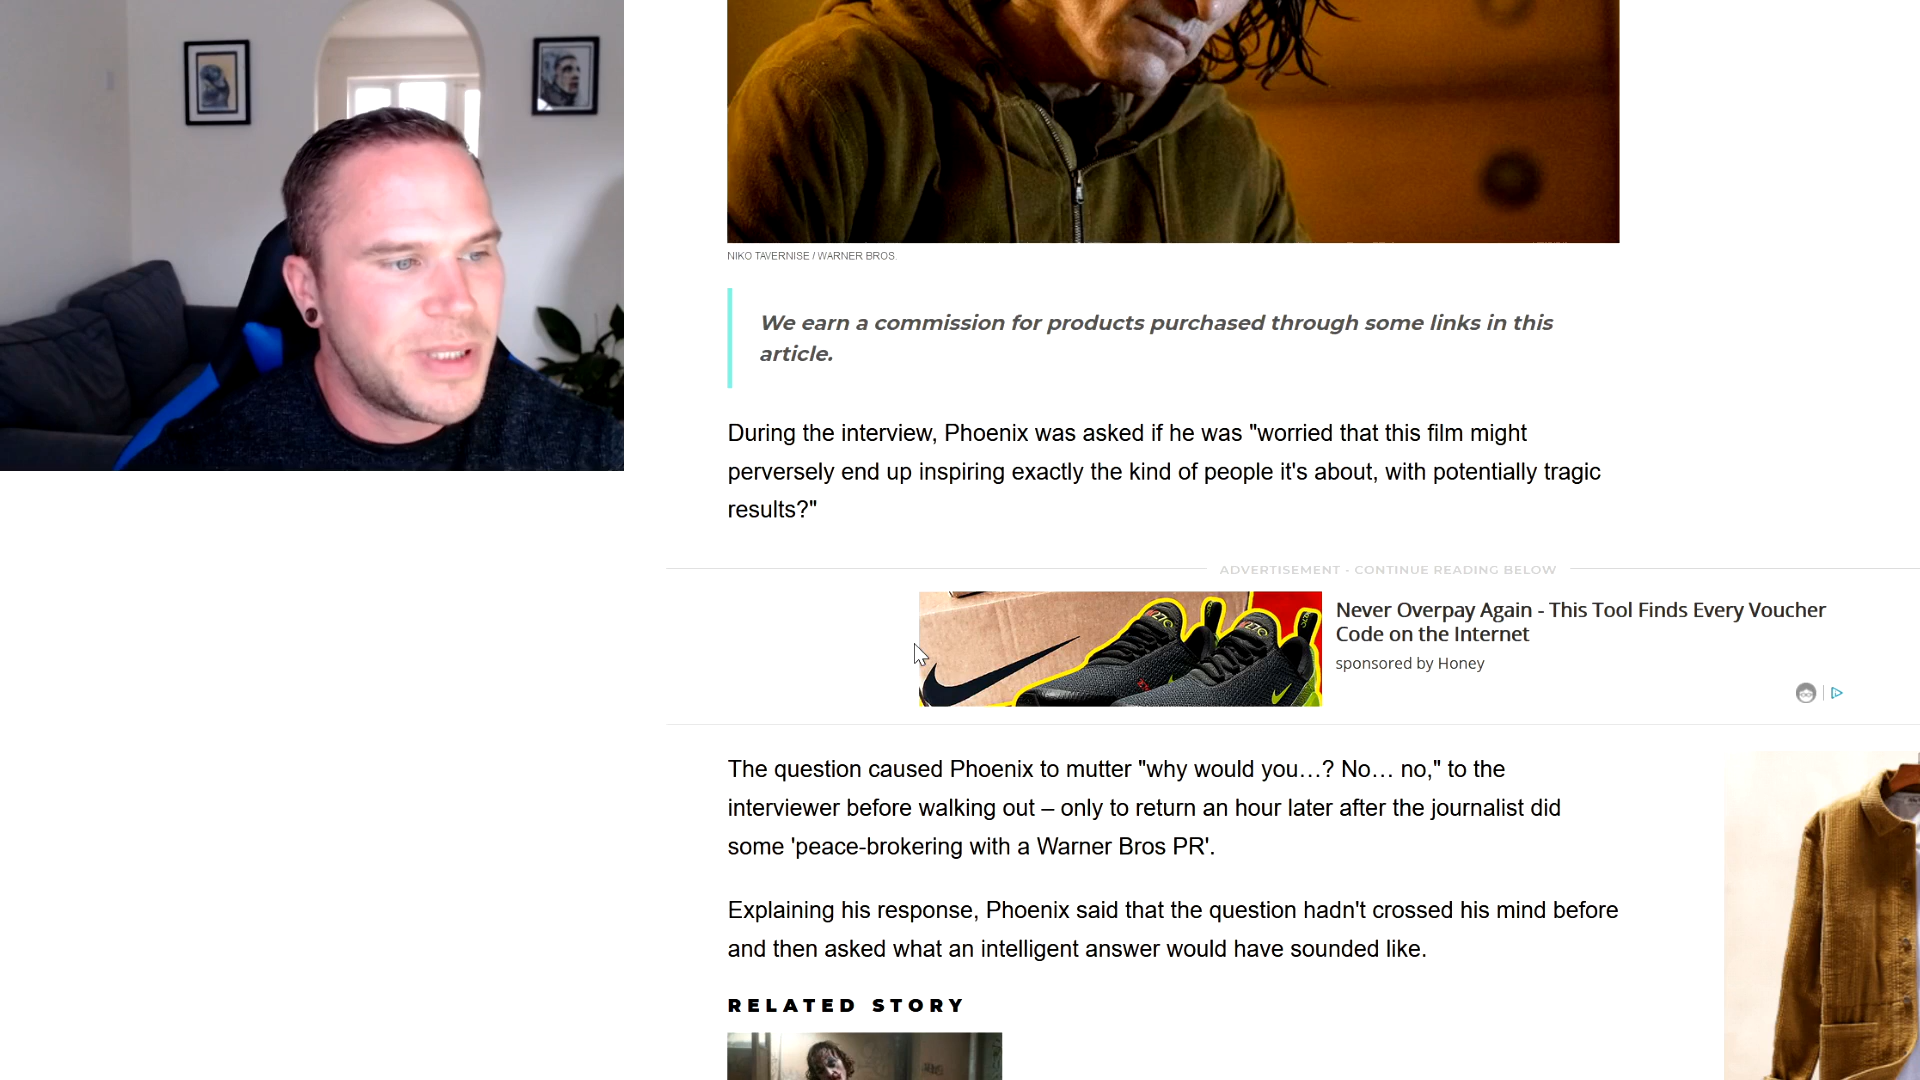 NIKO TAVERNISE / WARNER BROS.
We earn a commission for products purchased through some links in this
article.
During the interview, Phoenix was asked if he was "worried that this film might
perversely end up inspiring exactly the kind of people it's about, with potentially tragic
results?"
ADVERTISEMENT - CONTINUE READING BELOW
Never Overpay Again - This Tool Finds Every Voucher
Code on the Internet
sponsored by Honey
The question caused Phoenix to mutter "why would you…? No… no," to the
interviewer before walking out – only to return an hour later after the journalist did
some 'peace-brokering with a Warner Bros PR'.
Explaining his response, Phoenix said that the question hadn't crossed his mind before
and then asked what an intelligent answer would have sounded like.
RELATED STORY